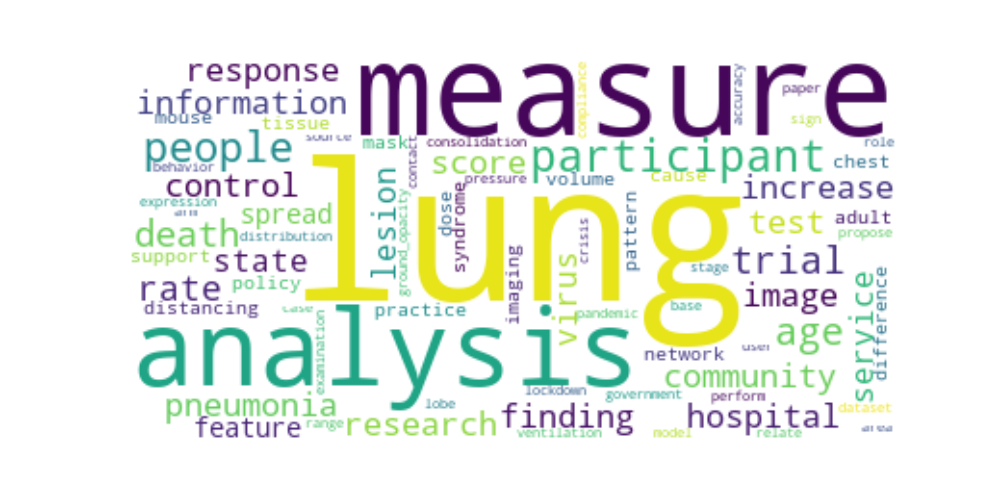 response
measure
compliance
accuracy
paper
information
mouse
tissue
sign
source
people
mask
contact
consolidation
participant
role
behavior
score
chest
control
lesion
pressure
volume
cause
increase
expression
arm
spread
dose
syndrome
lung
pattern
test
adult
death
distribution
ground_opacity
crisis
propose
support
state
imaging
virus
stage
trial
rate
policy
image
service
difference
distancing
case
practice
pandemic
base
analysis
examination
age
network
user
community
lockdown
government
perform
pneumonia
lobe
finding
hospital
dataset
feature
range
research
ventilation
model
relate
area